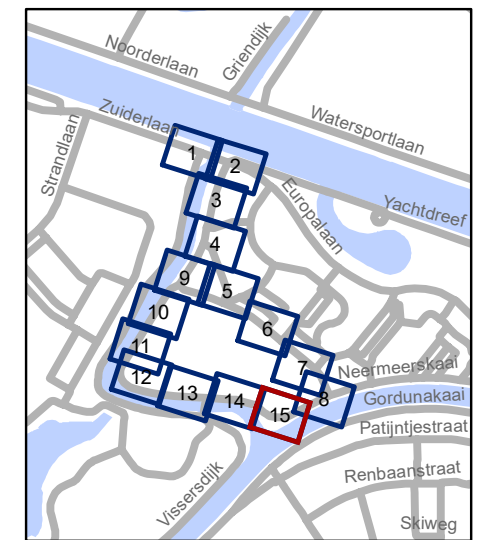 Noorderlaan
Griendijk
Watersportlaan
Zuiderlaan
Strandlaan
Europalaan
Yachtdreef
1
2
3
4
9
5
10
6
11
7
Neermeerskaai
12
13
14
8
Gordunakaai
15
Patijntjestraat
Renbaanstraat
Vissersdijk
Skiweg